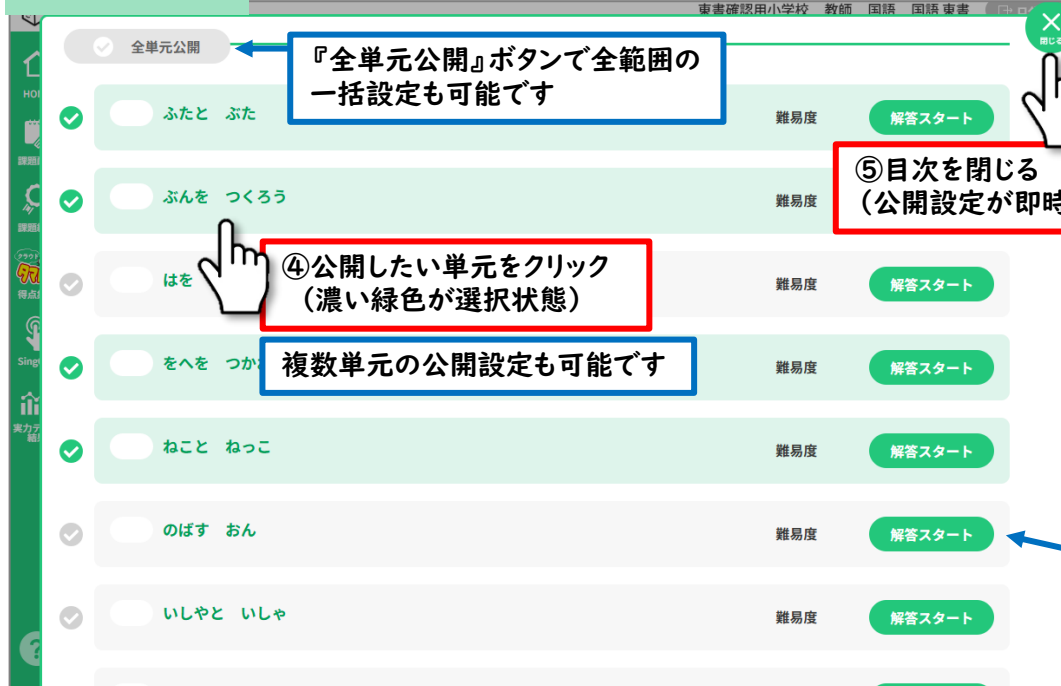 東書確認用小学校 教師 国語 国語 東書
全単元公開
『全単元公開』ボタンで全範囲の
一括設定も可能です
閉じる
ふたと ぶた
難易度
解答スタート
⑤目次を閉じる
(公開設定が即時
ぶんを つくろう
難易度
④公開したい単元をクリック
(濃い緑色が選択状態)
はを
難易度
解答スタート
複数単元の公開設定も可能です
をへを つか
難易度
解答スタート
ねこと ねっこ
難易度
解答スタート
のばす おん
難易度
解答スタート
いしやと いしゃ
難易度
解答スタート